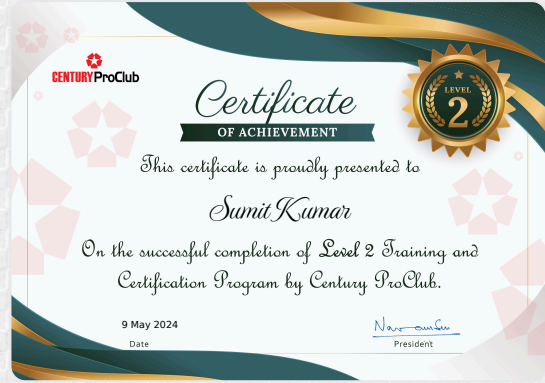 CENTURY ProClub
Certificate
OF ACHIEVEMENT
LEVEL
2
This certificate is proudly presented to
Sumit Kumar
On the successful completion of Level 2 Training and
Certification Program by Century ProClub.
9 May 2024
Date
President